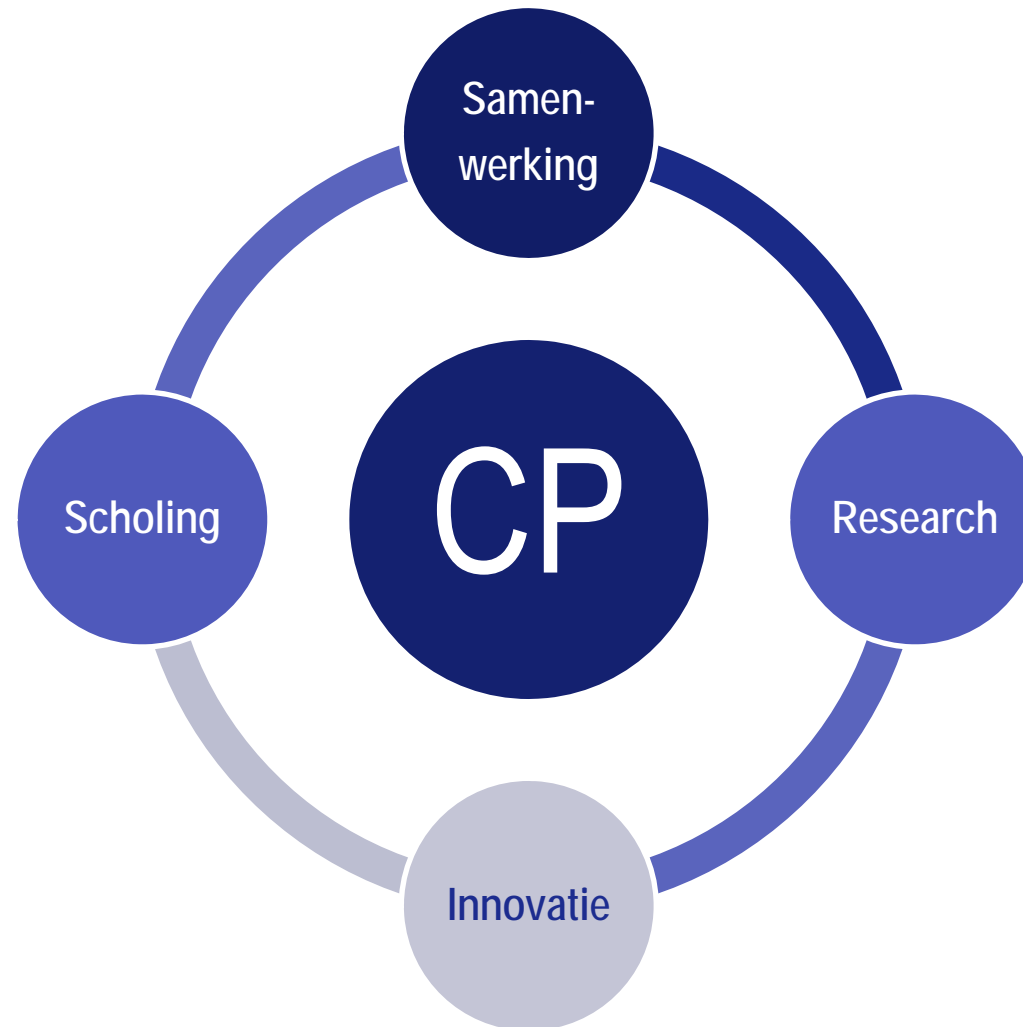 Samen-
werking
Scholing
CP
Research
Innovatie